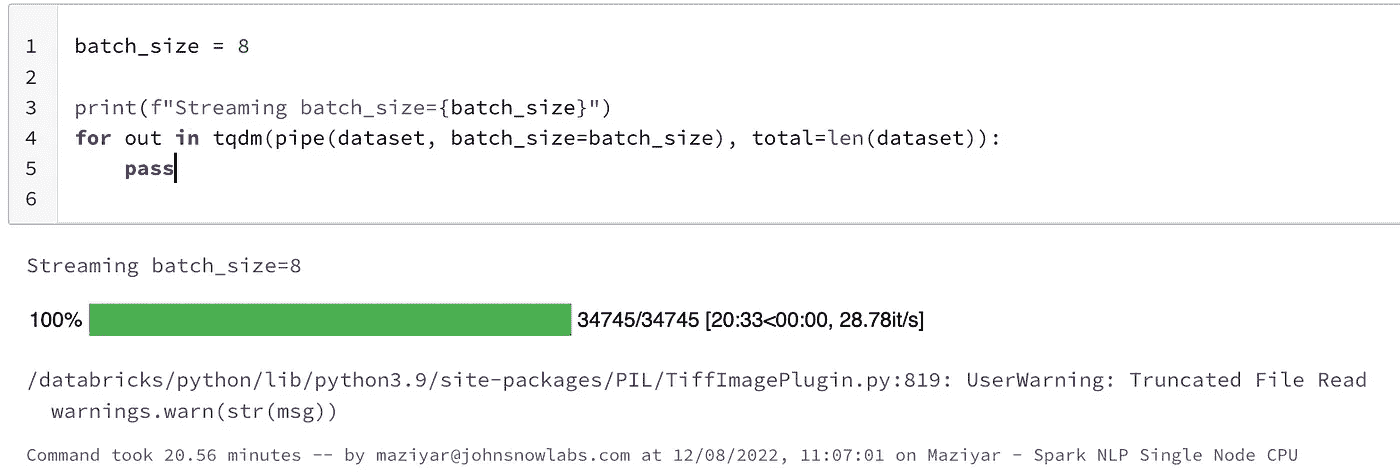 1 batch_size = 8
2
3 print(f"Streaming batch_size={batch_size}")
4 for out in tqdm(pipe(dataset, batch_size=batch_size), total=len(dataset)):
5     pass
6
Streaming batch_size=8
100% 34745/34745 [20:33<00:00, 28.78it/s]
/databricks/python/lib/python3.9/site-packages/PIL/TiffImagePlugin.py:819: UserWarning: Truncated File Read
  warnings.warn(str(msg))
Command took 20.56 minutes -- by maziyar@johnsnowlabs.com at 12/08/2022, 11:07:01 on Maziyar - Spark NLP Single Node CPU